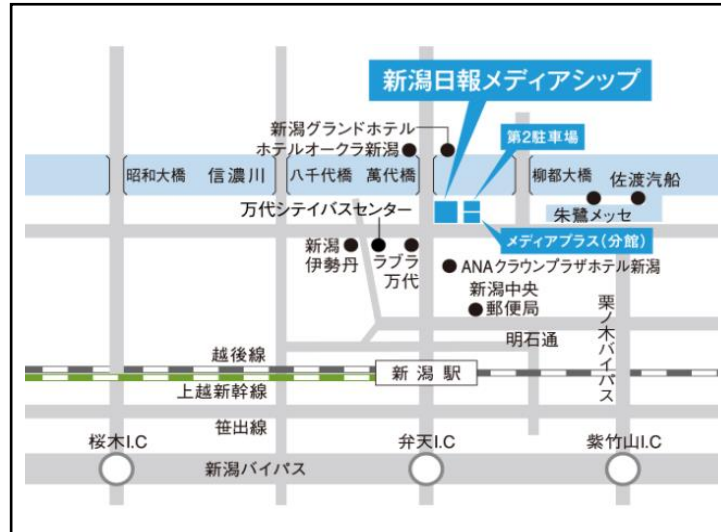 新潟日報メディアシップ
新潟グランドホテル
第2駐車場
ホテルオークラ新潟
昭和大橋
信濃川
八千代橋
萬代橋
柳都大橋
佐渡汽船
朱鷺メッセ
万代シテイバスセンター
メディアプラス(分館)
新潟
伊勢丹
ラブラ
万代
ANAクラウンプラザホテル新潟
新潟中央
郵便局
栗ノ木バイパス
明石通
越後線
新潟駅
上越新幹線
笹出線
桜木I.C
弁天I.C
紫竹山I.C
新潟バイパス